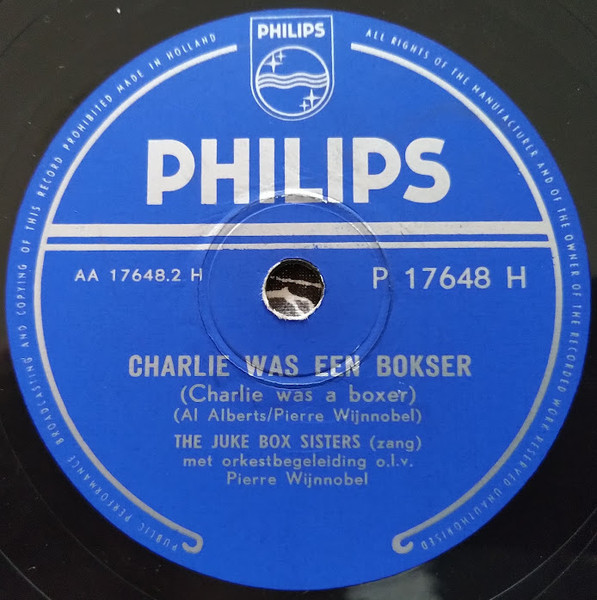 PHILIPS
PUBLIC PERFORMANCE BROADCASTING AND COPYING OF THIS RECORD PROHIBITED MADE IN HOLLAND
ALL RIGHTS OF THE MANUFACTURER AND OF THE OWNER OF THE RECORDED WORK RESERVED UNAUTHORISED
PHILIPS
AA 17648.2 H
P 17648 H
CHARLIE WAS EEN BOKSER
(Charlie was a boxer)
(Al Alberts/Pierre Wijnnobel)
THE JUKE BOX SISTERS (zang)
met orkestbegeleiding o.l.v.
Pierre Wijnnobel